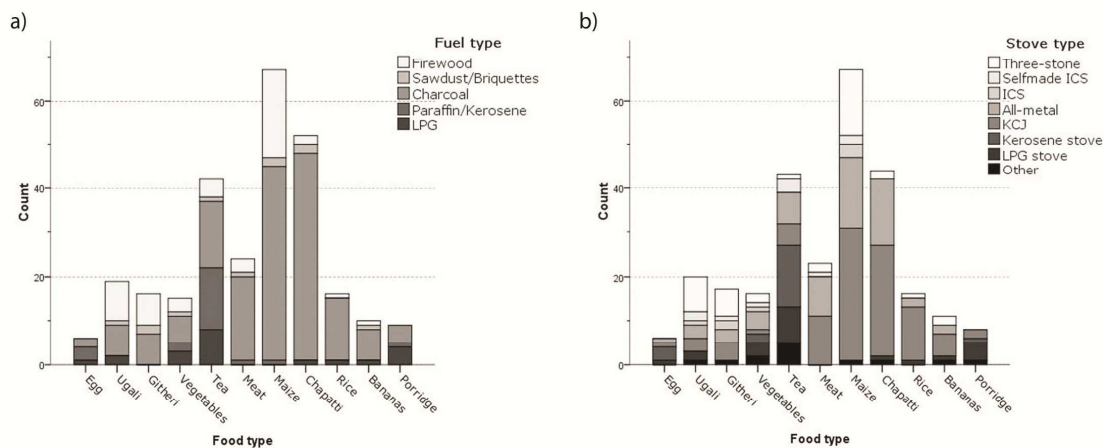 a)
Fuel type
Firewood
Sawdust/Briquettes
Charcoal
Paraffin/Kerosene
LPG
60
40
20
0
Count
Egg
Ugali
Githeri
Vegetables
Tea
Meat
Maize
Chapatti
Rice
Bananas
Porridge
Food type
b)
Stove type
Three-stone
Selfmade ICS
ICS
All-metal
KCJ
Kerosene stove
LPG stove
Other
60
40
20
0
Count
Egg
Ugali
Githeri
Vegetables
Tea
Meat
Maize
Chapatti
Rice
Bananas
Porridge
Food type